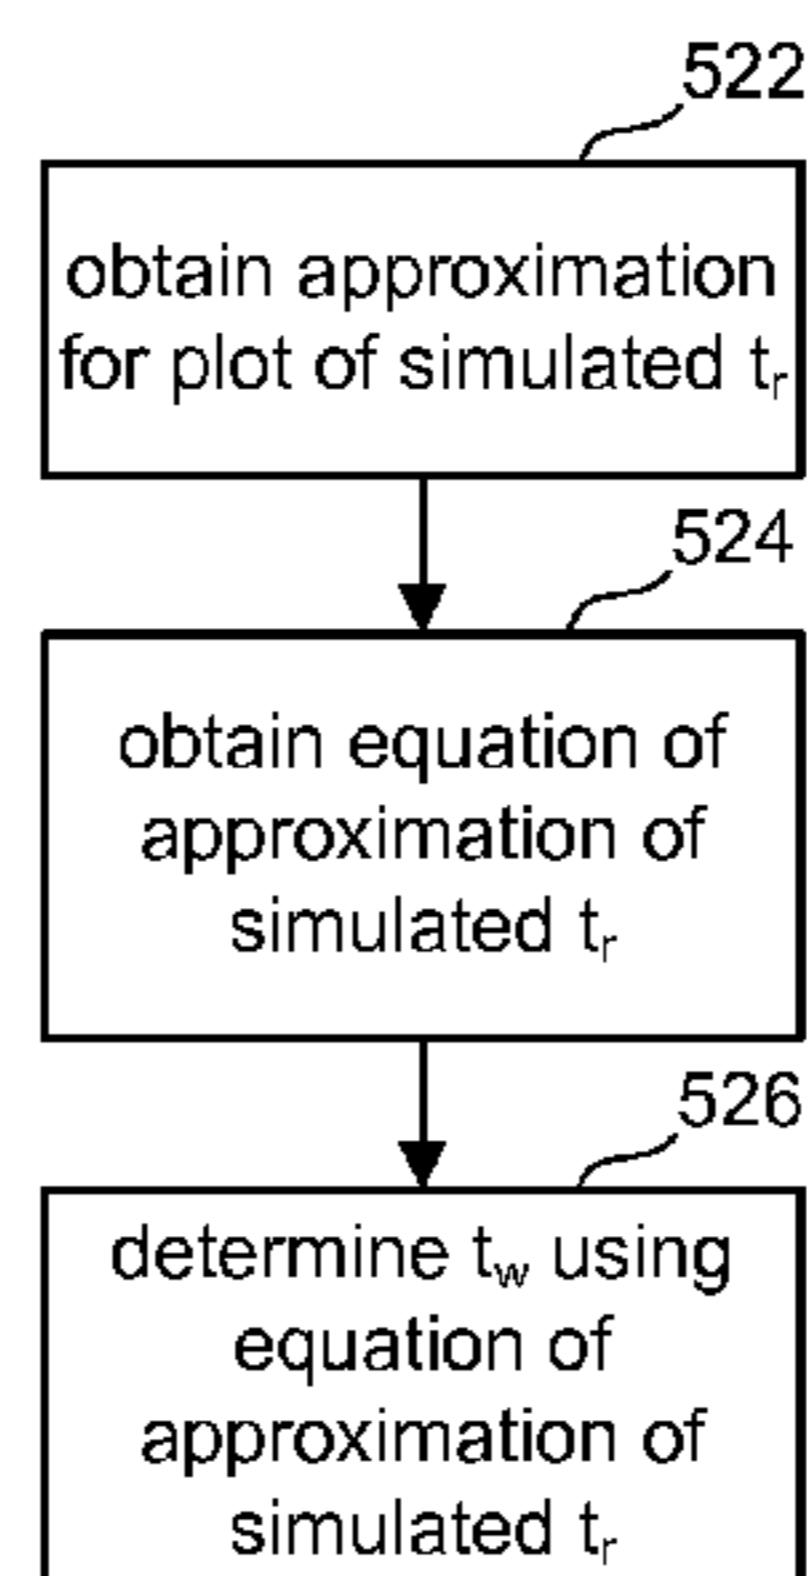 522
obtain approximation
for plot of simulated tᵣ
524
obtain equation of
approximation of
simulated tᵣ
526
determine t_w using
equation of
approximation of
simulated tᵣ